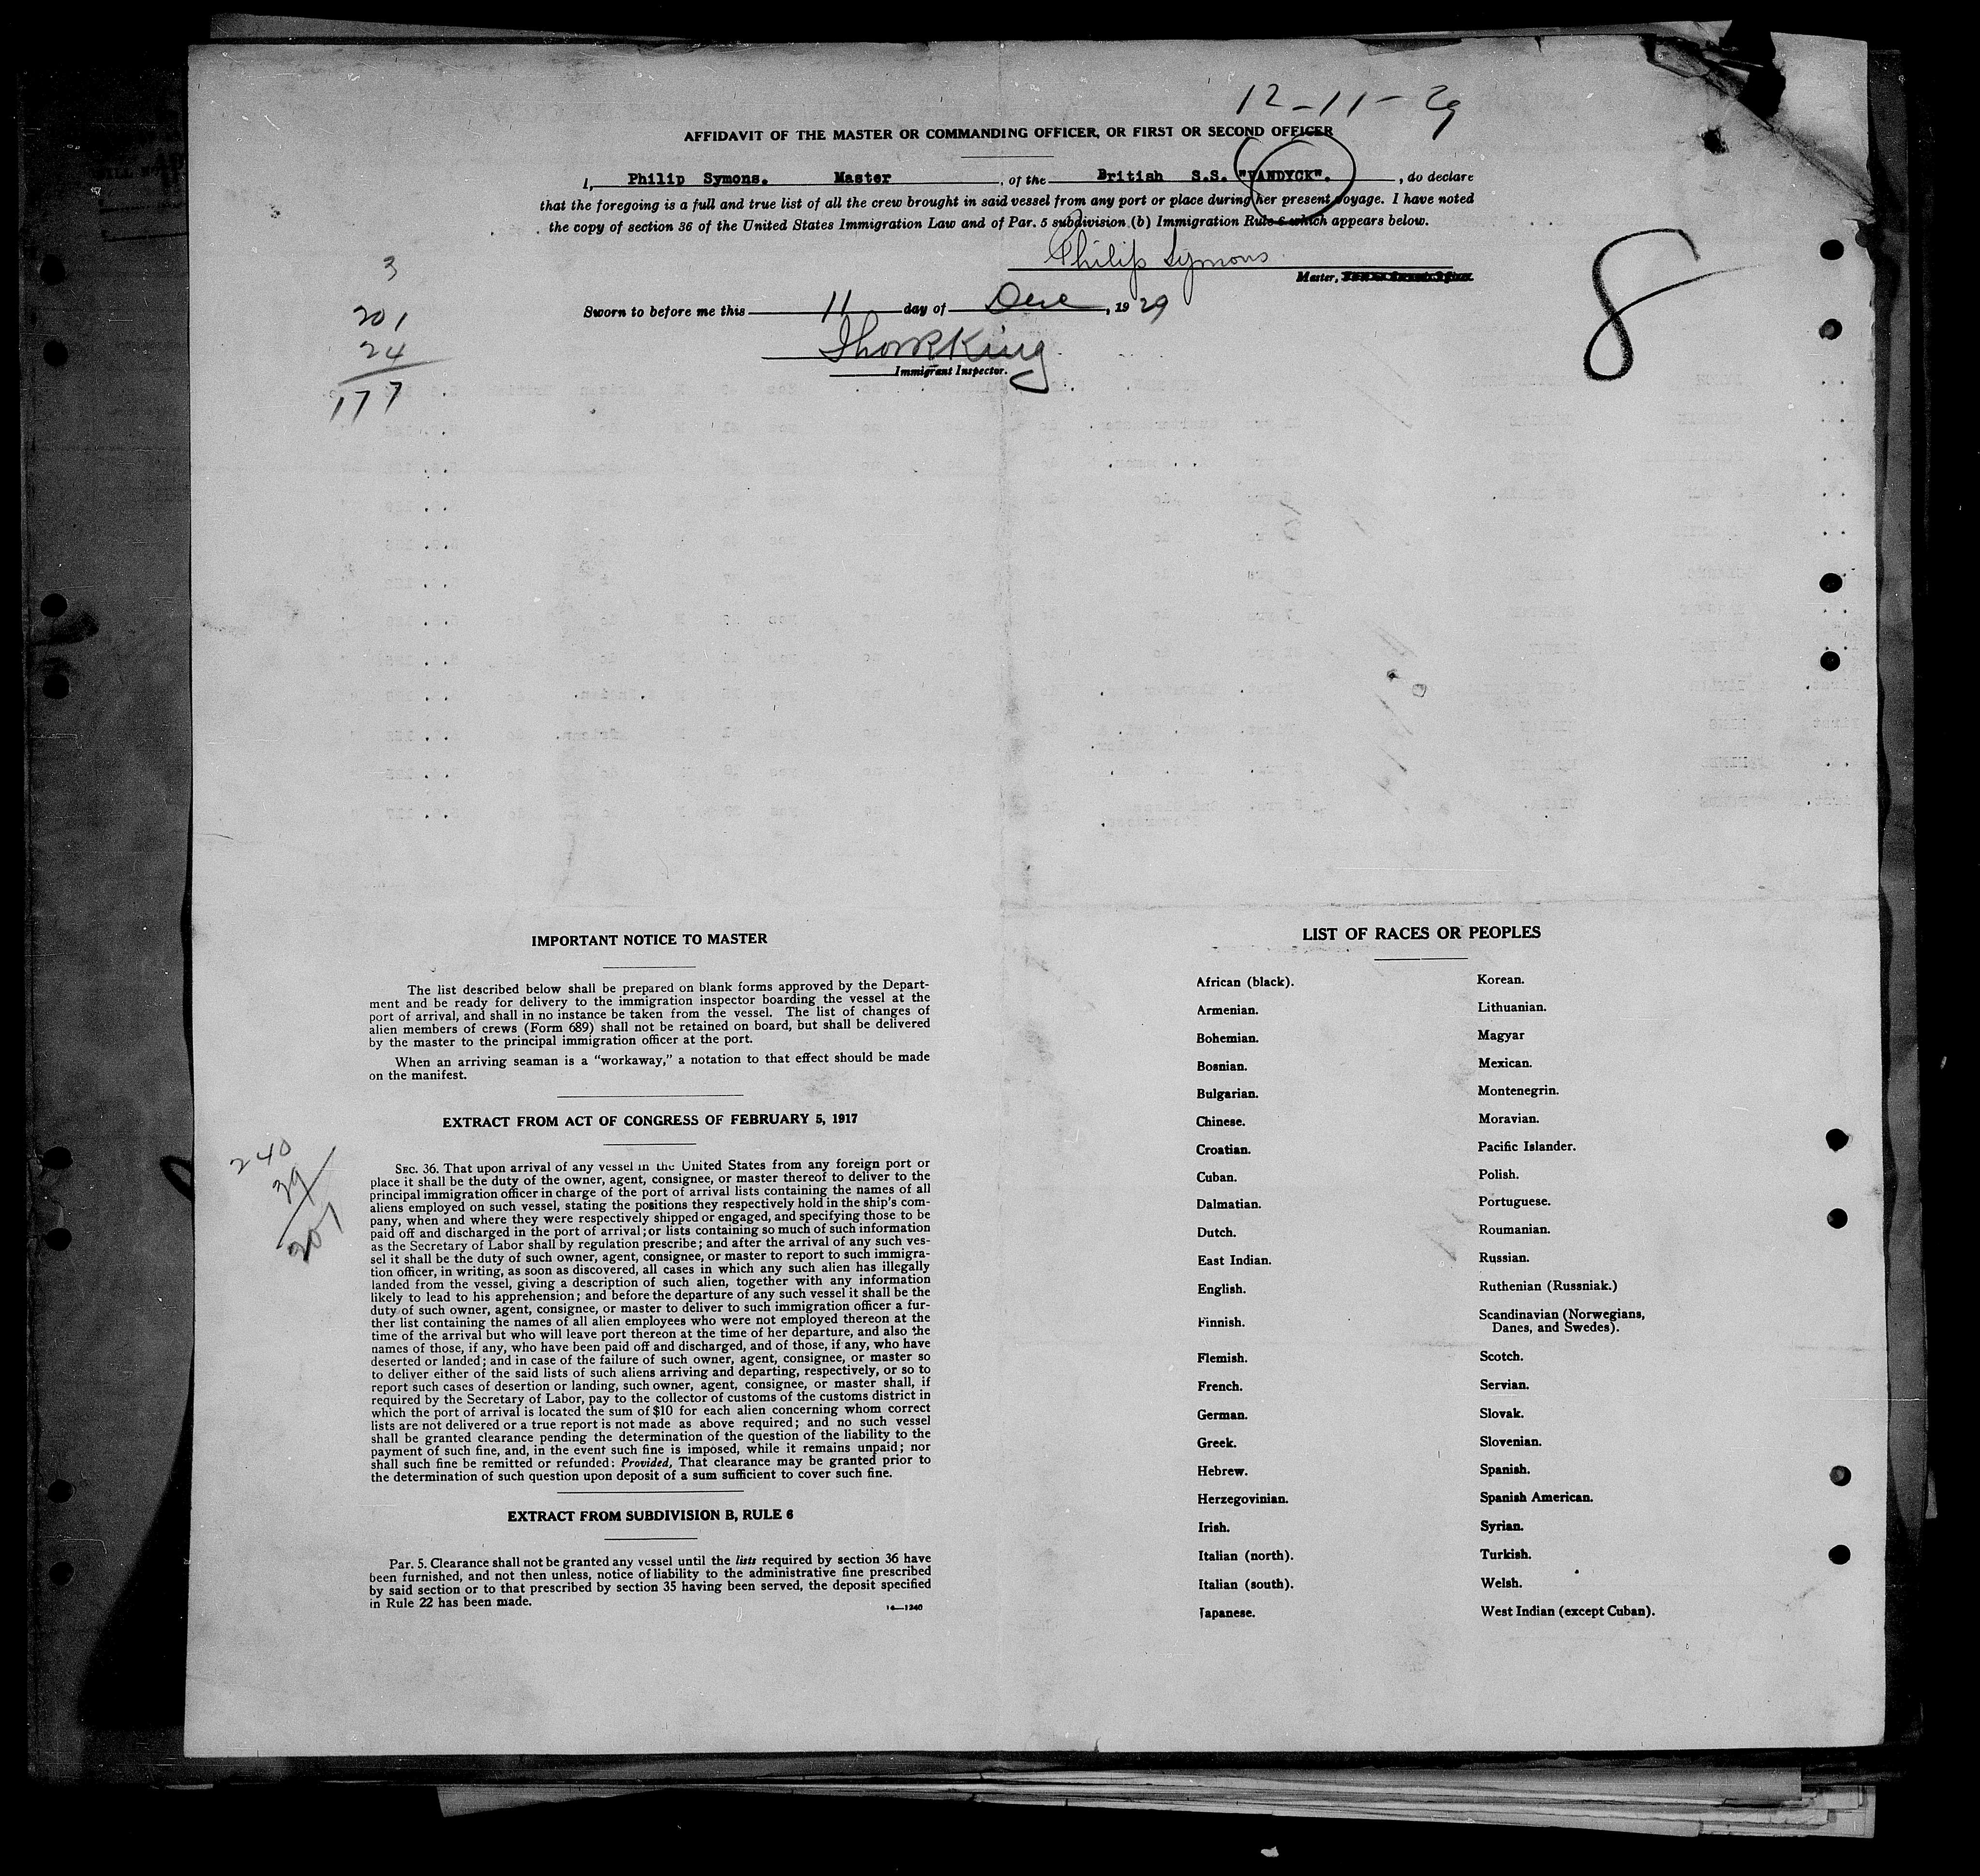 12-11-29
AFFIDAVIT OF THE MASTER OR COMMANDING OFFICER, OR FIRST OR SECOND OFFICER
I, Philip Symons. Master , of the British S.S. "VANDYCK". , do declare
that the foregoing is a full and true list of all the crew brought in said vessel from any port or place during her present voyage. I have noted
the copy of section 36 of the United States Immigration Law and of Par. 5 subdivision (b) Immigration Rule 6 which appears below.
Philip Symons
Master,
Sworn to before me this 11 day of Dec , 19 29
King
Immigrant Inspector.
8
3
201
24
177
IMPORTANT NOTICE TO MASTER
The list described below shall be prepared on blank forms approved by the Depart-
ment and be ready for delivery to the immigration inspector boarding the vessel at the
port of arrival, and shall in no instance be taken from the vessel. The list of changes of
alien members of crews (Form 689) shall not be retained on board, but shall be delivered
by the master to the principal immigration officer at the port.
When an arriving seaman is a "workaway," a notation to that effect should be made
on the manifest.
EXTRACT FROM ACT OF CONGRESS OF FEBRUARY 5, 1917
240
39
201
SEC. 36. That upon arrival of any vessel in the United States from any foreign port or
place it shall be the duty of the owner, agent, consignee, or master thereof to deliver to the
principal immigration officer in charge of the port of arrival lists containing the names of all
aliens employed on such vessel, stating the positions they respectively hold in the ship's com-
pany, when and where they were respectively shipped or engaged, and specifying those to be
paid off and discharged in the port of arrival; or lists containing so much of such information
as the Secretary of Labor shall by regulation prescribe; and after the arrival of any such ves-
sel it shall be the duty of such owner, agent, consignee, or master to report to such immigra-
tion officer, in writing, as soon as discovered, all cases in which any such alien has illegally
landed from the vessel, giving a description of such alien, together with any information
likely to lead to his apprehension; and before the departure of any such vessel it shall be the
duty of such owner, agent, consignee, or master to deliver to such immigration officer a fur-
ther list containing the names of all alien employees who were not employed thereon at the
time of the arrival but who will leave port thereon at the time of her departure, and also the
names of those, if any, who have been paid off and discharged, and of those, if any, who have
deserted or landed; and in case of the failure of such owner, agent, consignee, or master so
to deliver either of the said lists of such aliens arriving and departing, respectively, or so to
report such cases of desertion or landing, such owner, agent, consignee, or master shall, if
required by the Secretary of Labor, pay to the collector of customs of the customs district in
which the port of arrival is located the sum of $10 for each alien concerning whom correct
lists are not delivered or a true report is not made as above required; and no such vessel
shall be granted clearance pending the determination of the question of the liability to the
payment of such fine, and, in the event such fine is imposed, while it remains unpaid; nor
shall such fine be remitted or refunded: Provided, That clearance may be granted prior to
the determination of such question upon deposit of a sum sufficient to cover such fine.
EXTRACT FROM SUBDIVISION B, RULE 6
Par. 5. Clearance shall not be granted any vessel until the lists required by section 36 have
been furnished, and not then unless, notice of liability to the administrative fine prescribed
by said section or to that prescribed by section 35 having been served, the deposit specified
in Rule 22 has been made.
14—1240
LIST OF RACES OR PEOPLES
African (black).
Armenian.
Bohemian.
Bosnian.
Bulgarian.
Chinese.
Croatian.
Cuban.
Dalmatian.
Dutch.
East Indian.
English.
Finnish.
Flemish.
French.
German.
Greek.
Hebrew.
Herzegovinian.
Irish.
Italian (north).
Italian (south).
Japanese.
Korean.
Lithuanian.
Magyar
Mexican.
Montenegrin.
Moravian.
Pacific Islander.
Polish.
Portuguese.
Roumanian.
Russian.
Ruthenian (Russniak.)
Scandinavian (Norwegians,
Danes, and Swedes).
Scotch.
Servian.
Slovak.
Slovenian.
Spanish.
Spanish American.
Syrian.
Turkish.
Welsh.
West Indian (except Cuban).